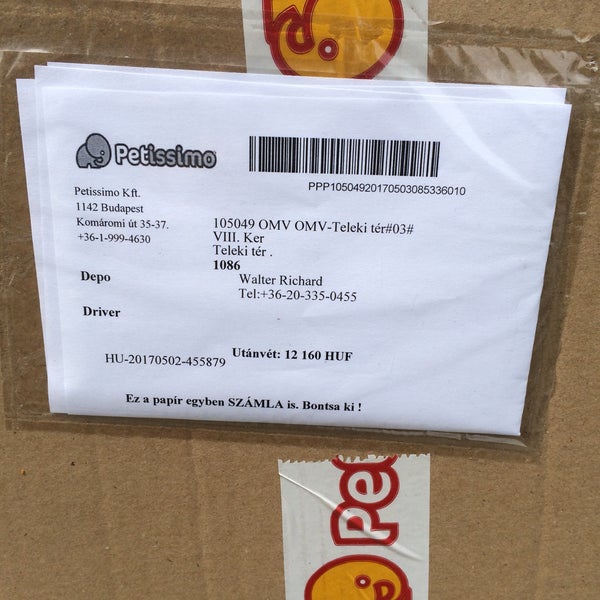 Petissimo
PPP10504920170503085336010
Petissimo Kft.
1142 Budapest
Komáromi út 35-37.
+36-1-999-4630
105049 OMV OMV-Teleki tér#03#
VIII. Ker
Teleki tér .
1086
Depo
Walter Richard
Tel:+36-20-335-0455
Driver
Utánvét: 12 160 HUF
HU-20170502-455879
Ez a papír egyben SZÁMLA is. Bontsa ki !
Pe